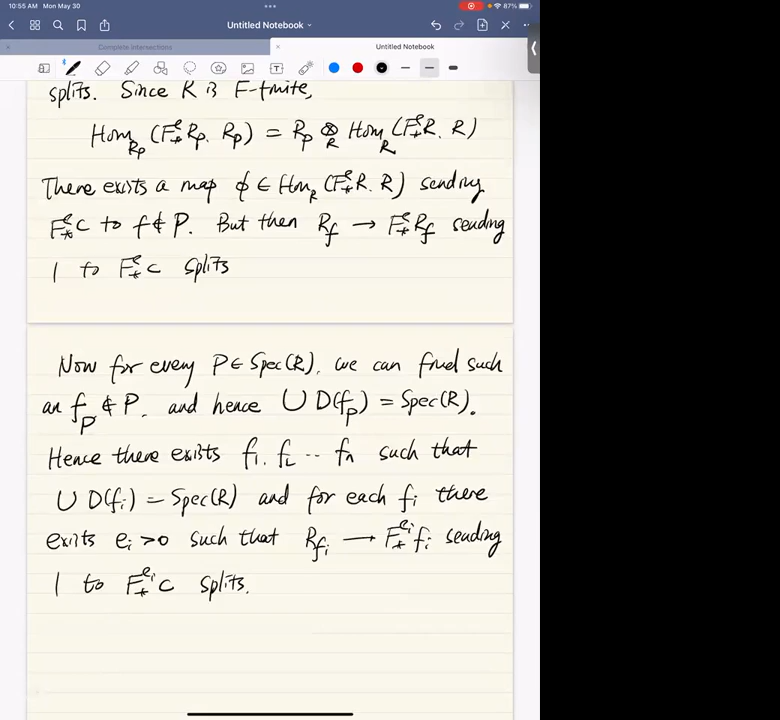 10:55 AM Mon May 30
87%
Untitled Notebook
Complete Intersections
Untitled Notebook
splits. Since R is F-finite,
Hom_{R_P} (F^e_* R_P, R_P) = R_P ⊗_R Hom_R (F^e_* R, R)
There exists a map φ ∈ Hom_R (F^e_* R, R) sending
F^e_* c to f ∉ P. But then R_f → F^e_* R_f sending
1 to F^e_* c splits
Now for every P ∈ Spec(R), we can find such
an f_P ∉ P, and hence ∪ D(f_P) = Spec(R).
Hence there exists f_1, f_2 ... f_n such that
∪ D(f_i) = Spec(R) and for each f_i there
exists e_i > 0 such that R_{f_i} → F^{e_i}_* f_i sending
1 to F^{e_i}_* c splits.